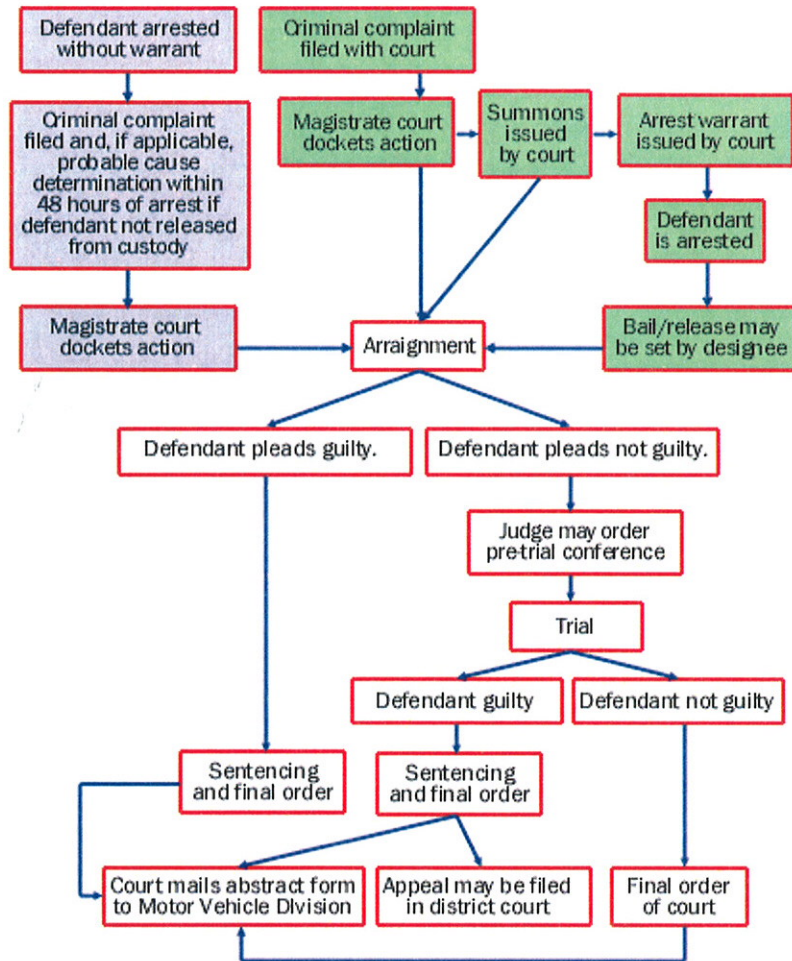 Defendant arrested
without warrant
Criminal complaint
filed with court
Criminal complaint
filed and, if applicable,
probable cause
determination within
48 hours of arrest if
defendant not released
from custody
Magistrate court
dockets action
Summons
issued
by court
Arrest warrant
issued by court
Defendant
is arrested
Magistrate court
dockets action
Arraignment
Bail/release may
be set by designee
Defendant pleads guilty.
Defendant pleads not guilty.
Judge may order
pre-trial conference
Trial
Defendant guilty
Defendant not guilty
Sentencing
and final order
Sentencing
and final order
Court mails abstract form
to Motor Vehicle Division
Appeal may be filed
in district court
Final order
of court